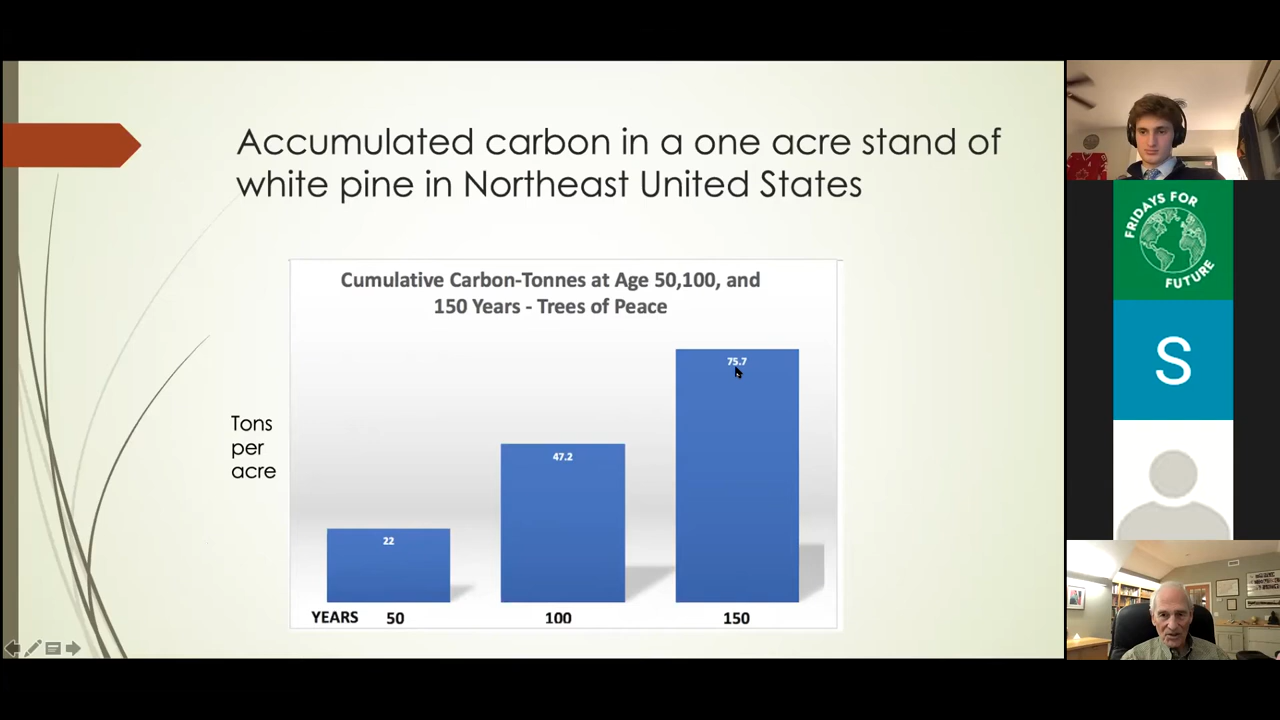 Accumulated carbon in a one acre stand of
white pine in Northeast United States
Cumulative Carbon-Tonnes at Age 50,100, and
150 Years - Trees of Peace
Tons
per
acre
22
47.2
75.7
YEARS 50 100 150
FRIDAYS FOR
FUTURE
S